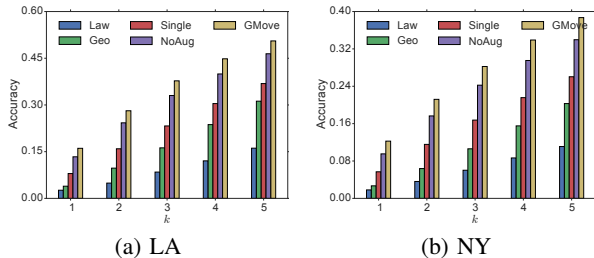 0.60
0.45
0.30
0.15
0.00
Accuracy
Law
Geo
Single
NoAug
GMove
1 2 3 4 5
k
(a) LA
0.40
0.32
0.24
0.16
0.08
0.00
Accuracy
Law
Geo
Single
NoAug
GMove
1 2 3 4 5
k
(b) NY